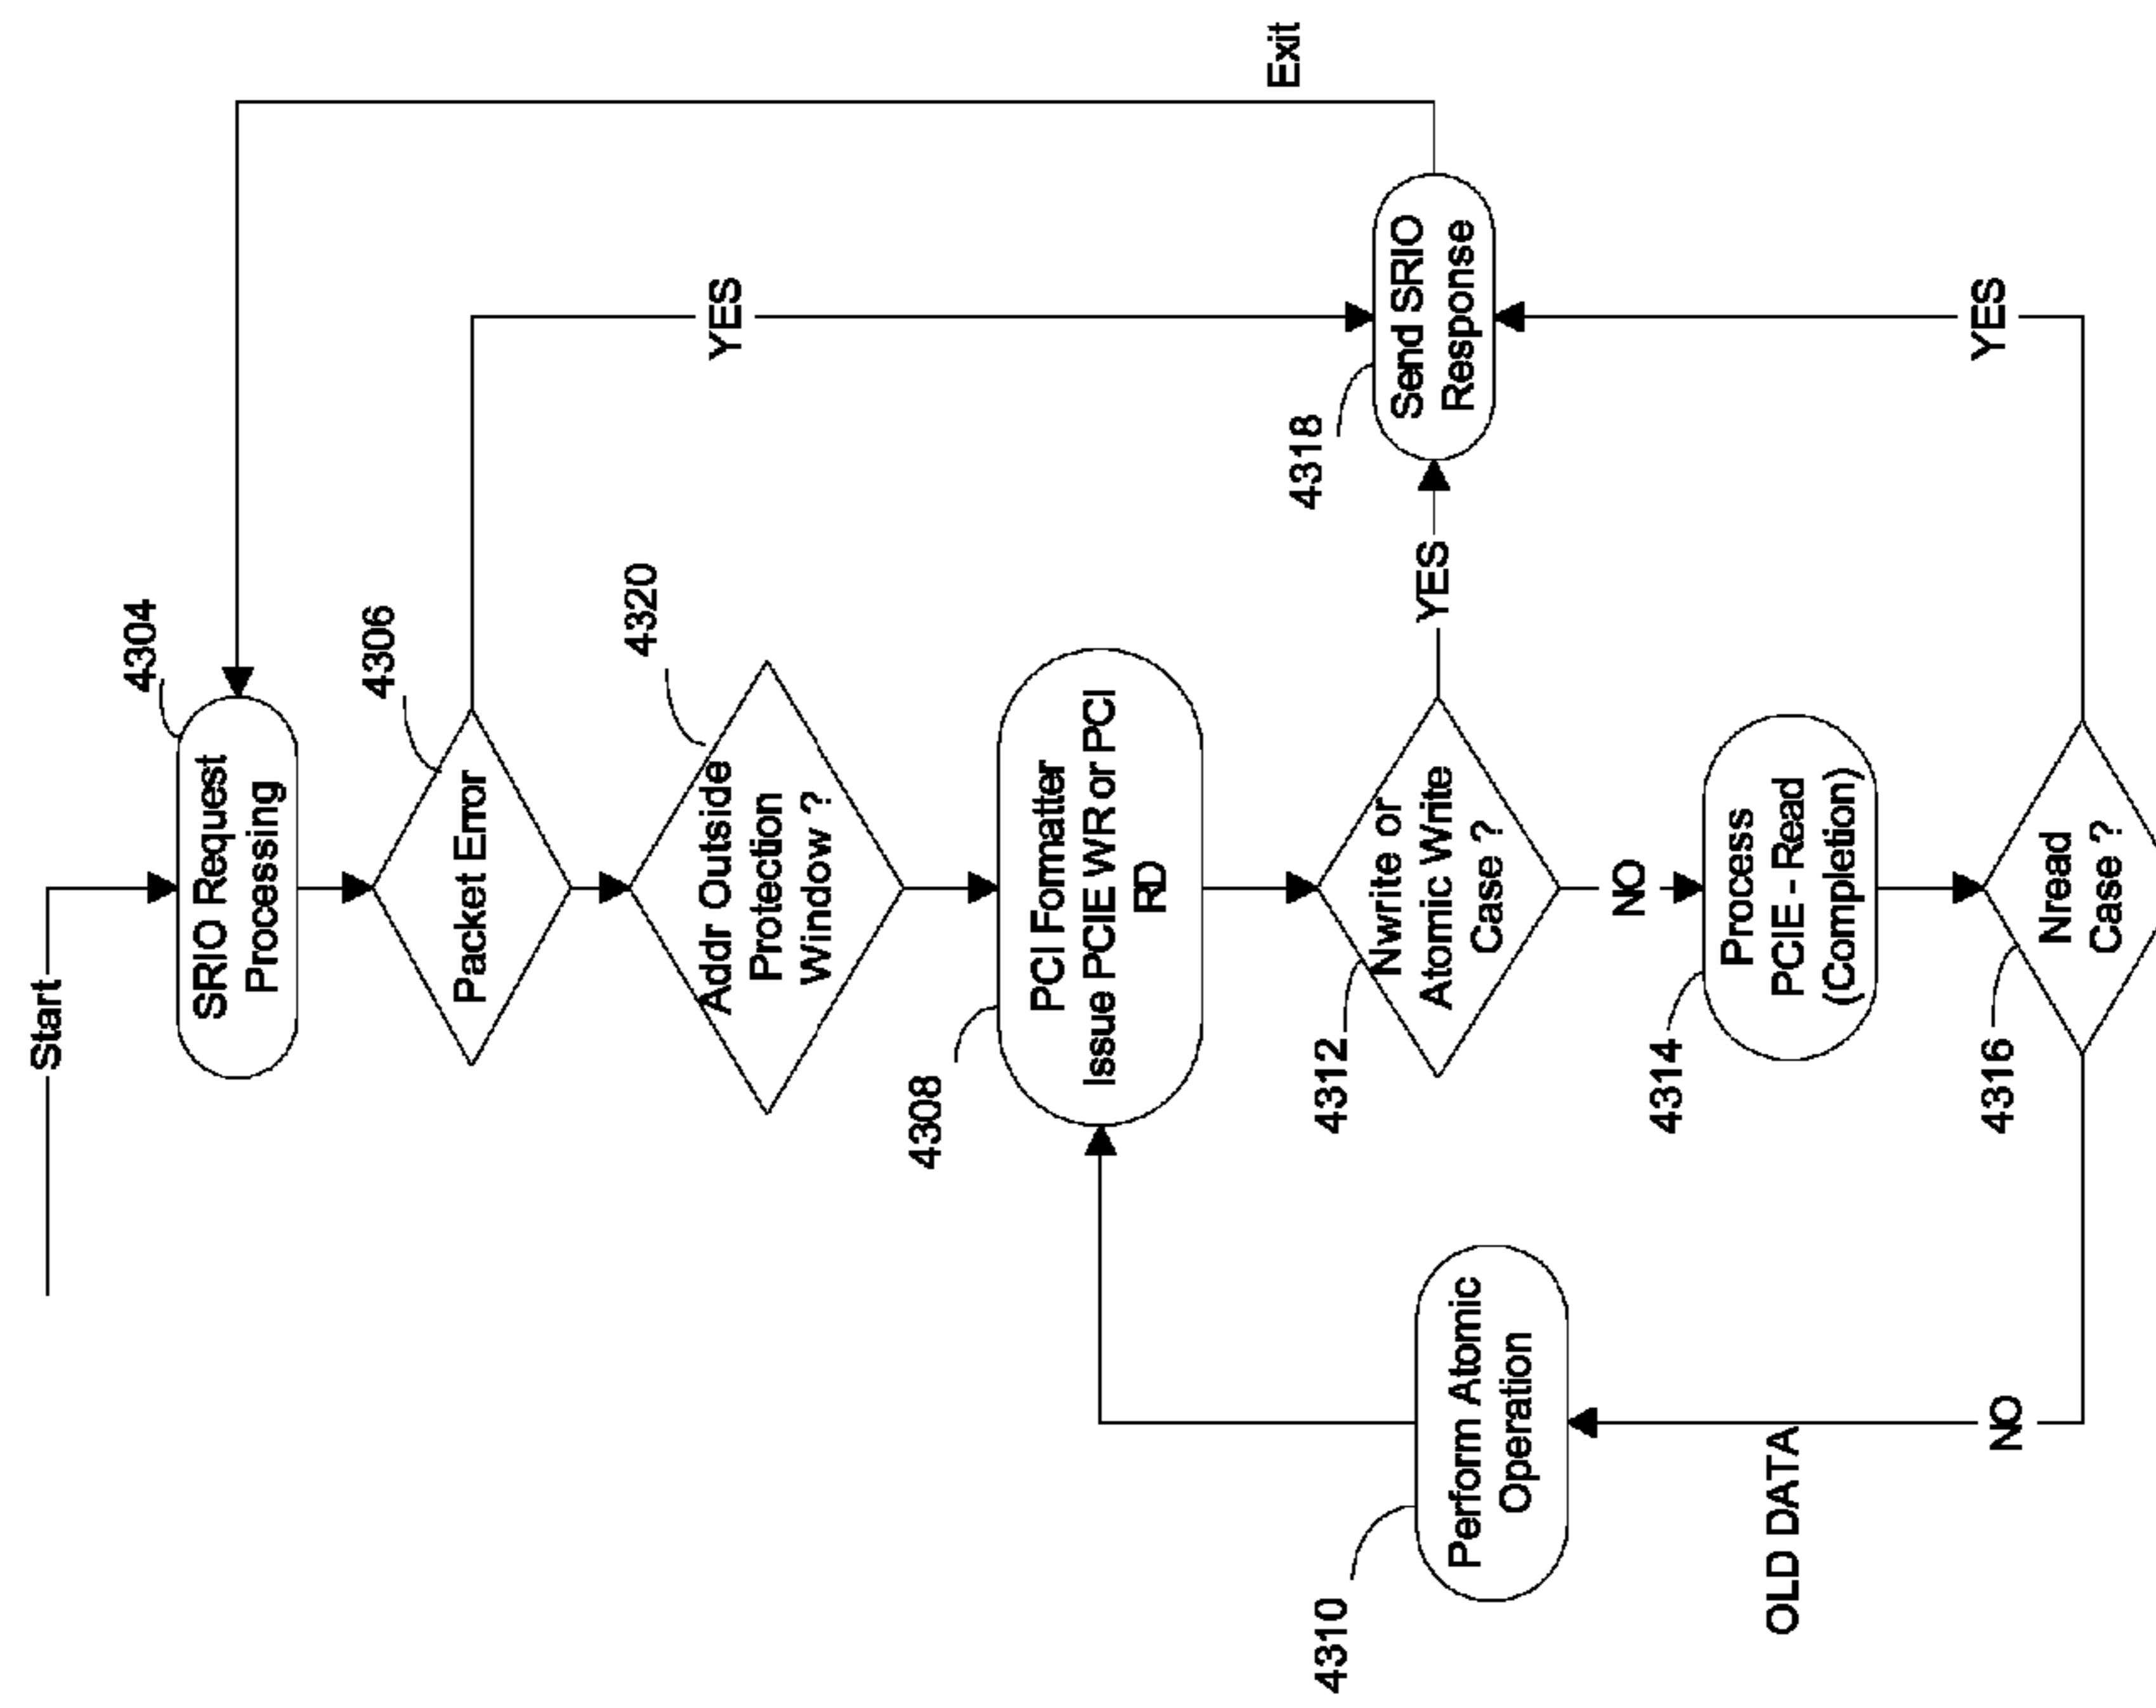 Start
4304
SRIO Request
Processing
4306
Packet Error
YES
4320
Addr Outside
Protection
Window ?
4308
PCI Formatter
Issue PCIE WR or PCI
RD
4312
Nwrite or
Atomic Write
Case ?
YES
4318
Send SRIO
Response
Exit
NO
4314
Process
PCIE - Read
(Completion)
4316
Nread
Case ?
YES
NO
OLD DATA
4310
Perform Atomic
Operation